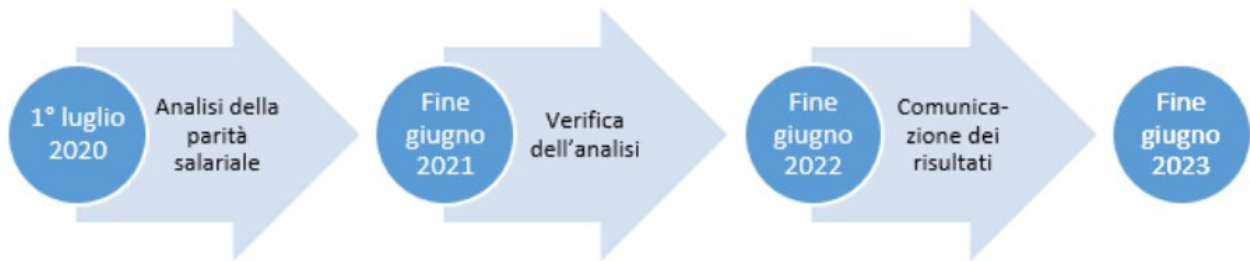 1° luglio
2020
Analisi della
parità
salariale
Fine
giugno
2021
Verifica
dell'analisi
Fine
giugno
2022
Comunica-
zione dei
risultati
Fine
giugno
2023